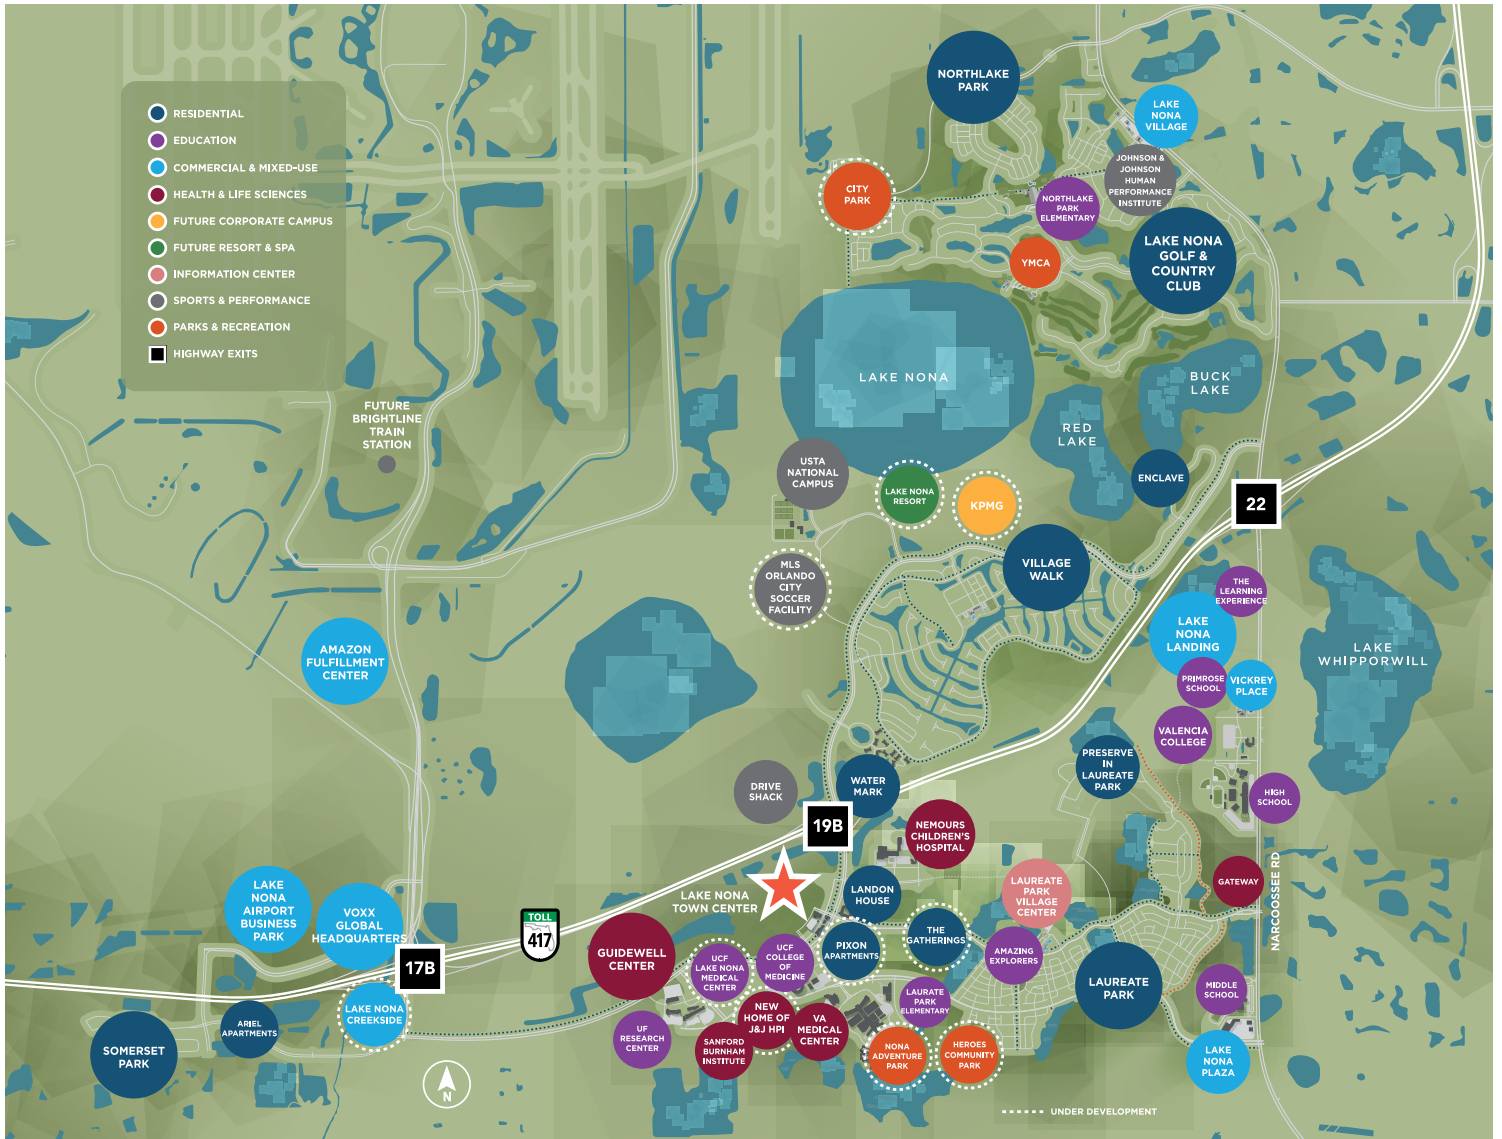 RESIDENTIAL
EDUCATION
COMMERCIAL & MIXED-USE
HEALTH & LIFE SCIENCES
FUTURE CORPORATE CAMPUS
FUTURE RESORT & SPA
INFORMATION CENTER
SPORTS & PERFORMANCE
PARKS & RECREATION
HIGHWAY EXITS
NORTHLAKE
PARK
LAKE
NONA
VILLAGE
JOHNSON &
JOHNSON
HUMAN
PERFORMANCE
INSTITUTE
CITY
PARK
NORTHLAKE
PARK
ELEMENTARY
YMCA
LAKE NONA
GOLF &
COUNTRY
CLUB
LAKE NONA
BUCK
LAKE
RED
LAKE
FUTURE
BRIGHTLINE
TRAIN
STATION
USTA
NATIONAL
CAMPUS
LAKE NONA
RESORT
KPMG
ENCLAVE
22
VILLAGE
WALK
MLS
ORLANDO
CITY
SOCCER
FACILITY
THE
LEARNING
EXPERIENCE
LAKE
NONA
LANDING
LAKE
WHIPPORWILL
AMAZON
FULFILLMENT
CENTER
PRIMROSE
SCHOOL
VICKREY
PLACE
VALENCIA
COLLEGE
PRESERVE
IN
LAUREATE
PARK
HIGH
SCHOOL
DRIVE
SHACK
WATER
MARK
19B
NEMOURS
CHILDREN'S
HOSPITAL
LAKE NONA
TOWN CENTER
LANDON
HOUSE
LAUREATE
PARK
VILLAGE
CENTER
GATEWAY
NARCOOSSEE RD
LAKE
NONA
AIRPORT
BUSINESS
PARK
VOXX
GLOBAL
HEADQUARTERS
17B
TOLL
417
GUIDEWELL
CENTER
UCF
LAKE NONA
MEDICAL
CENTER
UCF
COLLEGE
OF
MEDICINE
PIXON
APARTMENTS
THE
GATHERINGS
AMAZING
EXPLORERS
LAUREATE
PARK
MIDDLE
SCHOOL
LAURATE
PARK
ELEMENTARY
LAKE NONA
CREEKSIDE
ARIEL
APARTMENTS
SOMERSET
PARK
UF
RESEARCH
CENTER
SANFORD
BURNHAM
INSTITUTE
NEW
HOME OF
J&J HPI
VA
MEDICAL
CENTER
NONA
ADVENTURE
PARK
HEROES
COMMUNITY
PARK
LAKE
NONA
PLAZA
N
UNDER DEVELOPMENT